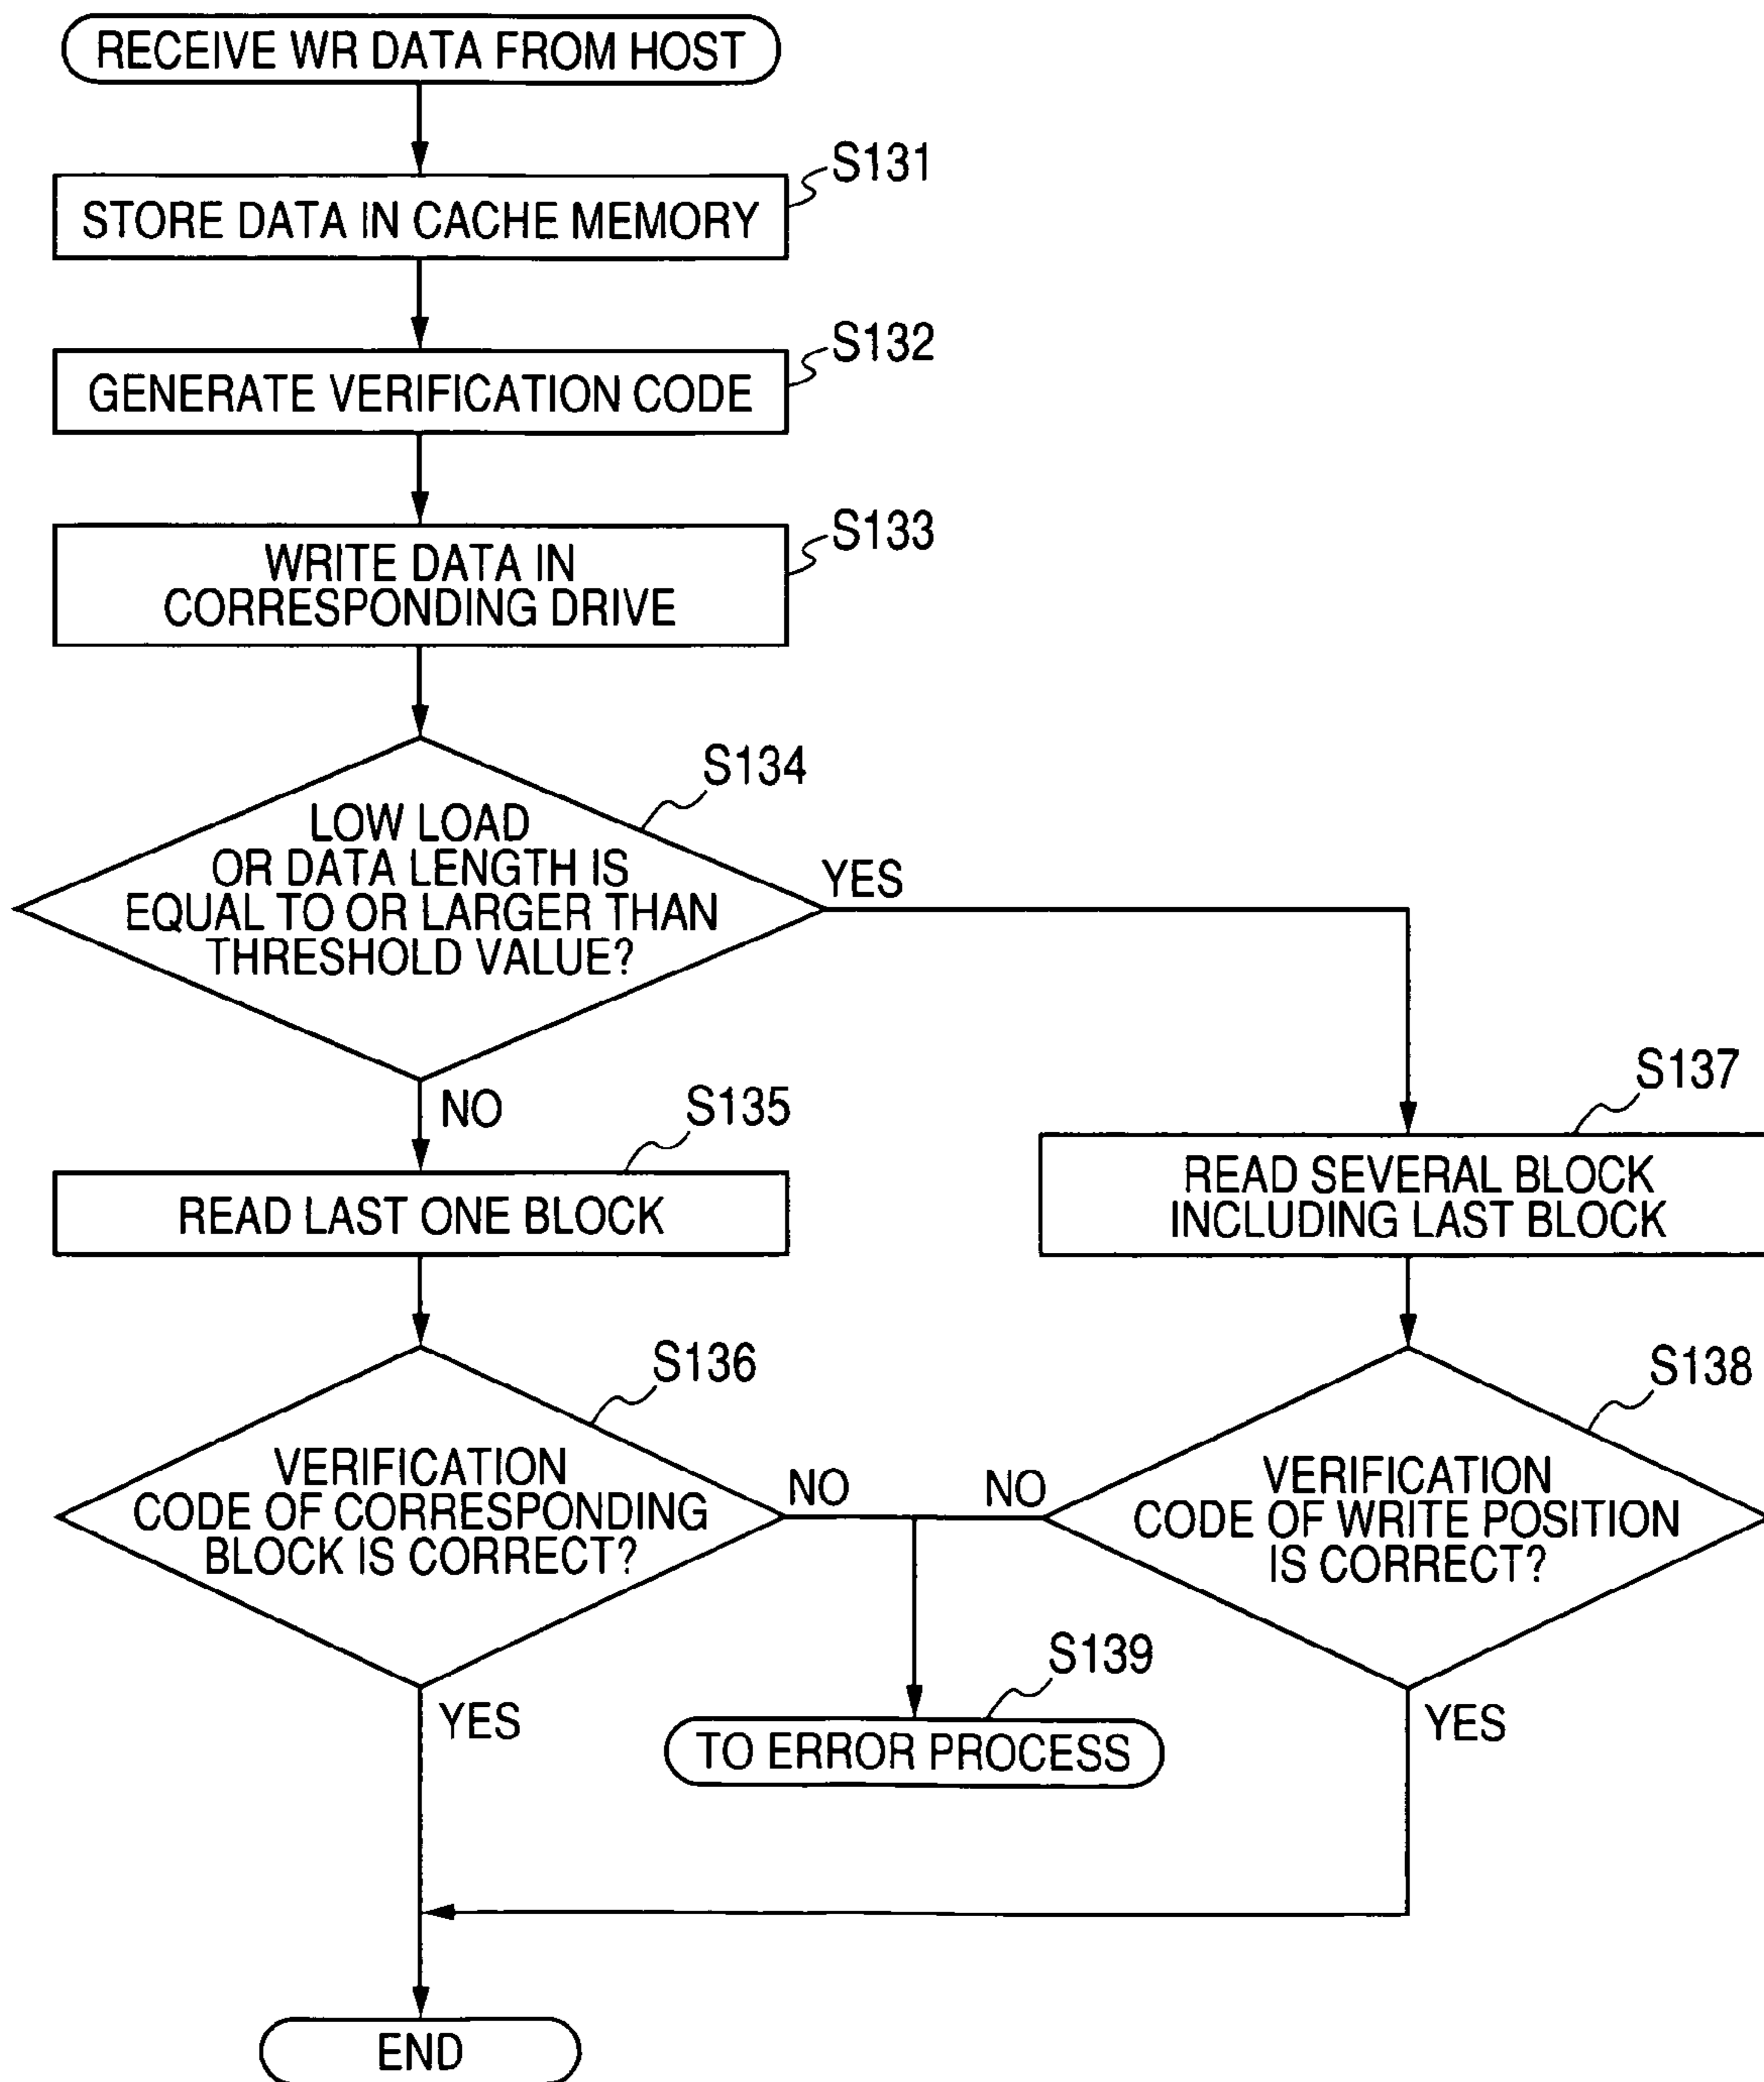 RECEIVE WR DATA FROM HOST
S131
STORE DATA IN CACHE MEMORY
S132
GENERATE VERIFICATION CODE
S133
WRITE DATA IN
CORRESPONDING DRIVE
S134
LOW LOAD
OR DATA LENGTH IS
EQUAL TO OR LARGER THAN
THRESHOLD VALUE?
YES
NO
S135
READ LAST ONE BLOCK
S137
READ SEVERAL BLOCK
INCLUDING LAST BLOCK
S136
VERIFICATION
CODE OF CORRESPONDING
BLOCK IS CORRECT?
NO
NO
S138
VERIFICATION
CODE OF WRITE POSITION
IS CORRECT?
S139
TO ERROR PROCESS
YES
YES
END